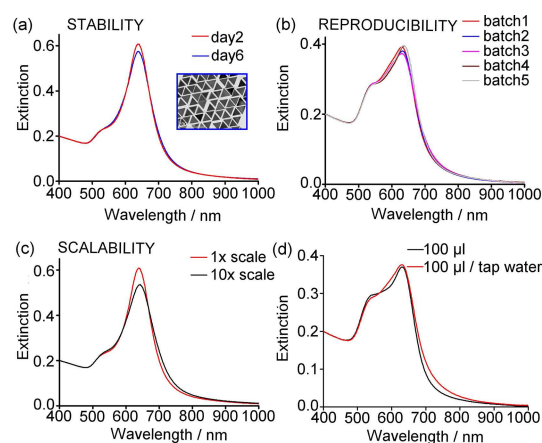 (a) STABILITY
day2
day6
Extinction
0.6
0.4
0.2
0.0
400 500 600 700 800 900 1000
Wavelength / nm
(b) REPRODUCIBILITY
batch1
batch2
batch3
batch4
batch5
Extinction
0.4
0.2
0.0
400 500 600 700 800 900 1000
Wavelength / nm
(c) SCALABILITY
1x scale
10x scale
Extinction
0.6
0.4
0.2
0.0
400 500 600 700 800 900 1000
Wavelength / nm
(d)
100 µl
100 µl / tap water
Extinction
0.4
0.3
0.2
0.1
0.0
400 500 600 700 800 900 1000
Wavelength / nm